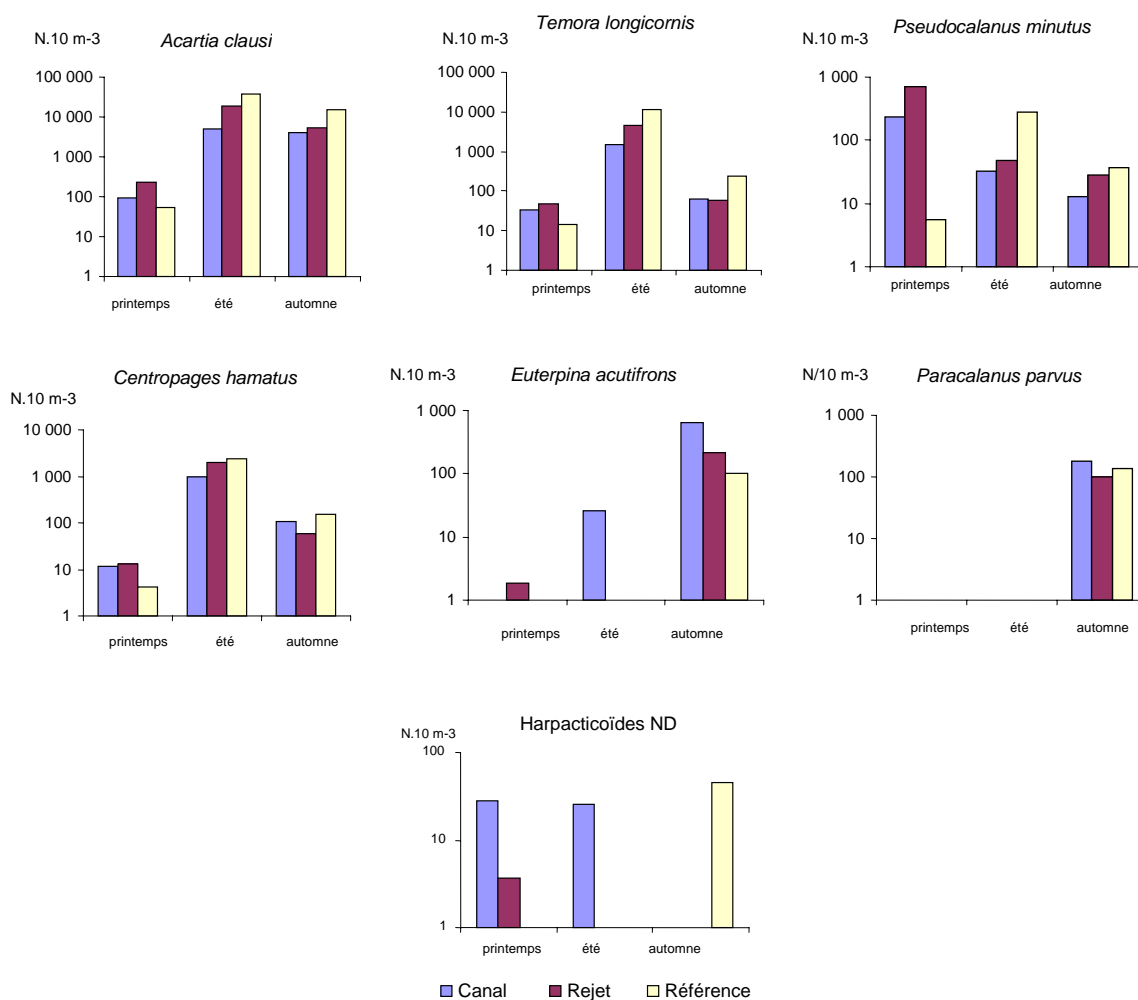 N.10 m-3
Acartia clausi
100 000
10 000
1 000
100
10
1
printemps été automne
N.10 m-3
Temora longicornis
100 000
10 000
1 000
100
10
1
printemps été automne
N.10 m-3
Pseudocalanus minutus
1 000
100
10
1
printemps été automne
N.10 m-3
Centropages hamatus
10 000
1 000
100
10
1
printemps été automne
N.10 m-3
Euterpina acutifrons
1 000
100
10
1
printemps été automne
N/10 m-3
Paracalanus parvus
1 000
100
10
1
printemps été automne
Harpacticoïdes ND
N.10 m-3
100
10
1
printemps été automne
Canal Rejet Référence